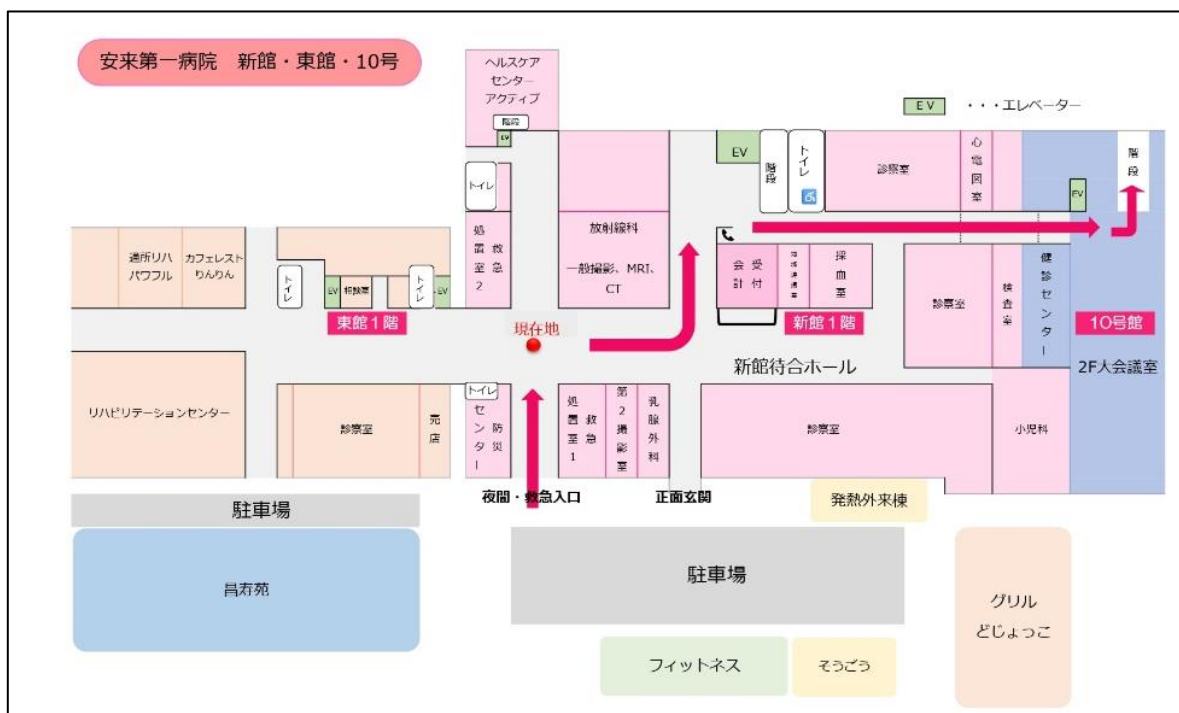 安来第一病院　新館・東館・10号
ヘルスケア
センター
アクティブ
階段
EV
EV
・・・エレベーター
EV
階段
トイレ
診察室
心電図室
EV
階段
トイレ
処置室2
救急
放射線科
一般撮影、MRI、
CT
通所リハ
パワフル
カフェレスト
りんりん
トイレ
EV
相談室
トイレ
EV
会計
受付
採血室
診察室
検査室
健診センター
東館1階
現在地
新館1階
10号館
新館待合ホール
2F大会議室
リハビリテーションセンター
診察室
売店
トイレ
センター
防災
処置室1
救急
第2撮影室
乳腺外科
診察室
小児科
夜間・救急入口
正面玄関
発熱外来棟
駐車場
駐車場
昌寿苑
グリル
どじょっこ
フィットネス
そうごう